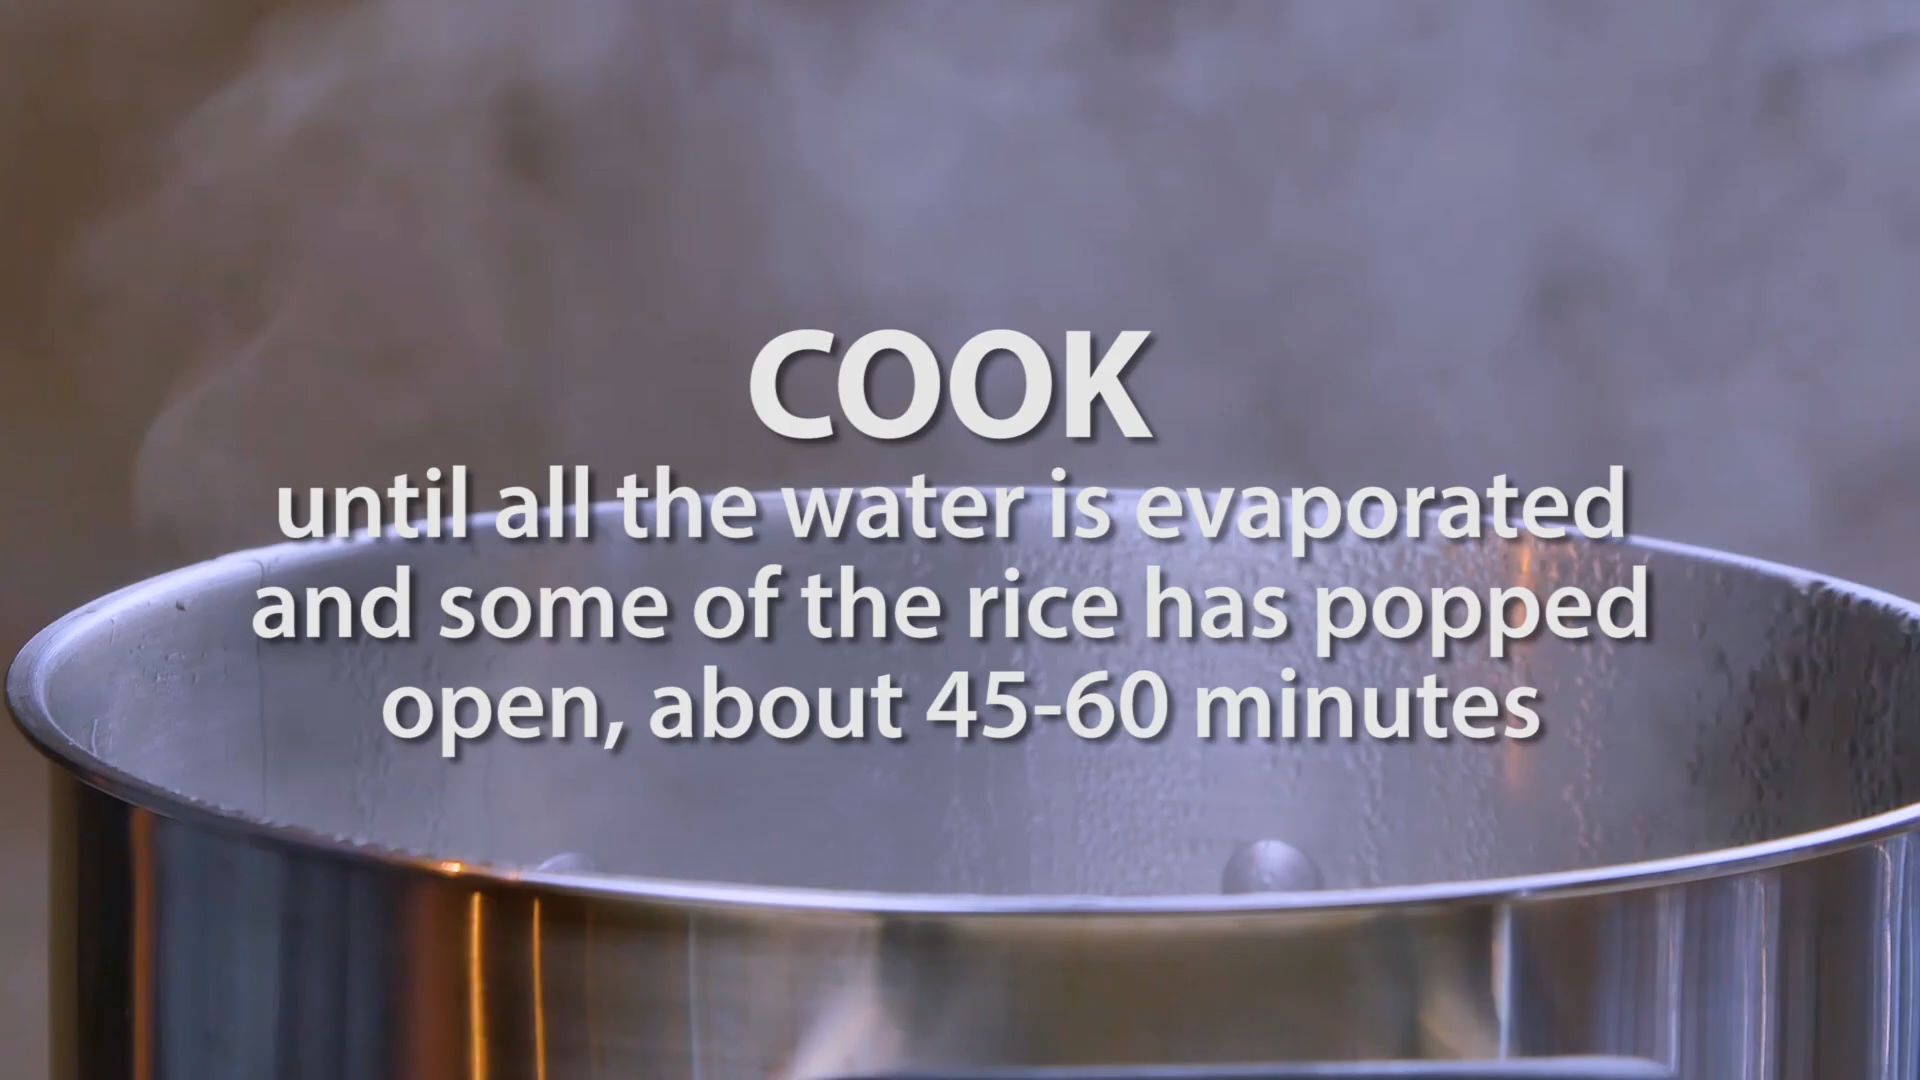 COOK
until all the water is evaporated
and some of the rice has popped
open, about 45-60 minutes